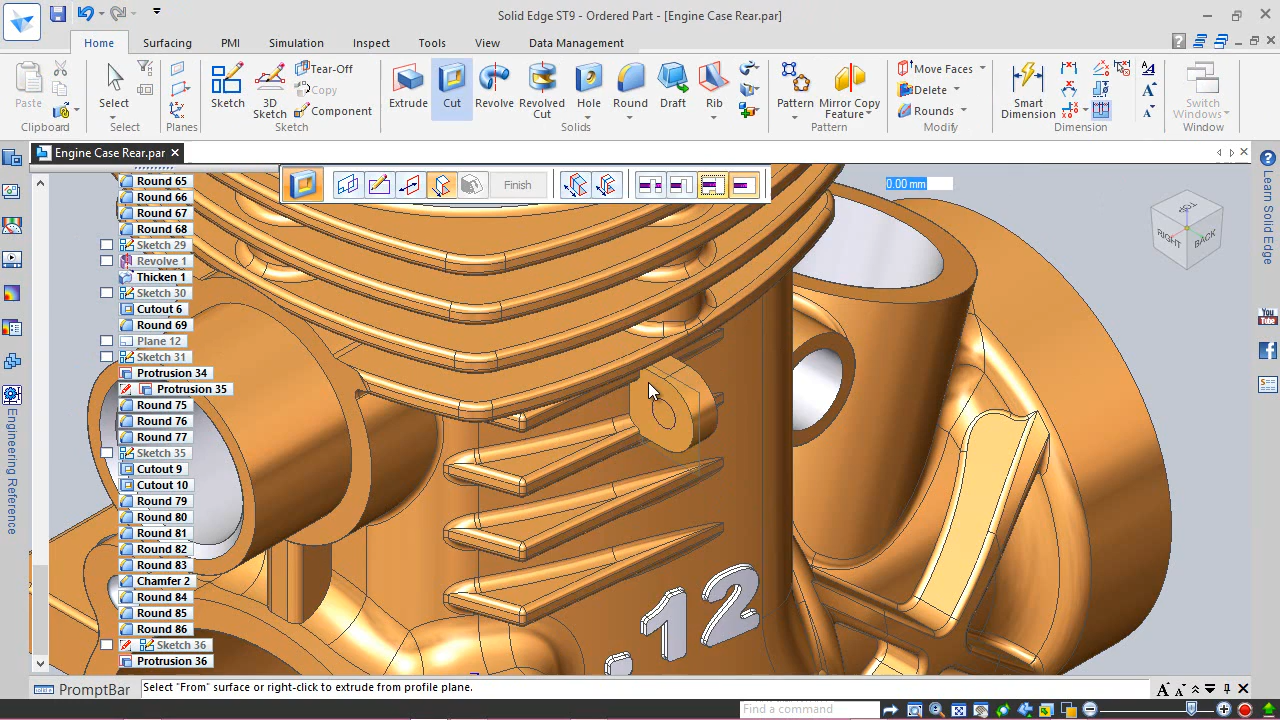 Solid Edge ST9 - Ordered Part - [Engine Case Rear.par]
Home Surfacing PMI Simulation Inspect Tools View Data Management
Paste
Select
Sketch
3D Sketch
Tear-Off
Copy
Component
Extrude
Cut
Revolve
Revolved Cut
Hole
Round
Draft
Rib
Pattern
Mirror Copy Feature
Move Faces
Delete
Rounds
Smart Dimension
Switch Windows
Clipboard Select Planes Sketch Solids Pattern Modify Dimension Window
Engine Case Rear.par
Finish
0.00 mm
Round 65
Round 66
Round 67
Round 68
Sketch 29
Revolve 1
Thicken 1
Sketch 30
Cutout 6
Round 69
Plane 12
Sketch 31
Protrusion 34
Protrusion 35
Round 75
Round 76
Round 77
Sketch 35
Cutout 9
Cutout 10
Round 79
Round 80
Round 81
Round 82
Round 83
Chamfer 2
Round 84
Round 85
Round 86
Sketch 36
Protrusion 36
Engineering Reference
TOP
RIGHT
BACK
.12
Learn Solid Edge
You Tube
PromptBar
Select "From" surface or right-click to extrude from profile plane.
Find a command